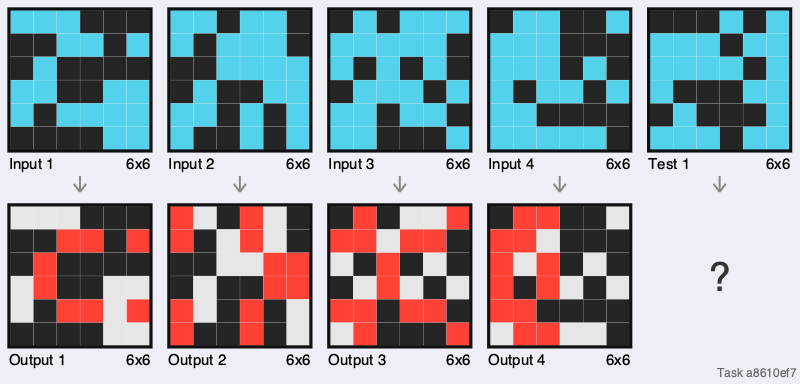 Input 1 6x6 Input 2 6x6 Input 3 6x6 Input 4 6x6 Test 1 6x6
?
Output 1 6x6 Output 2 6x6 Output 3 6x6 Output 4 6x6
Task a8610ef7